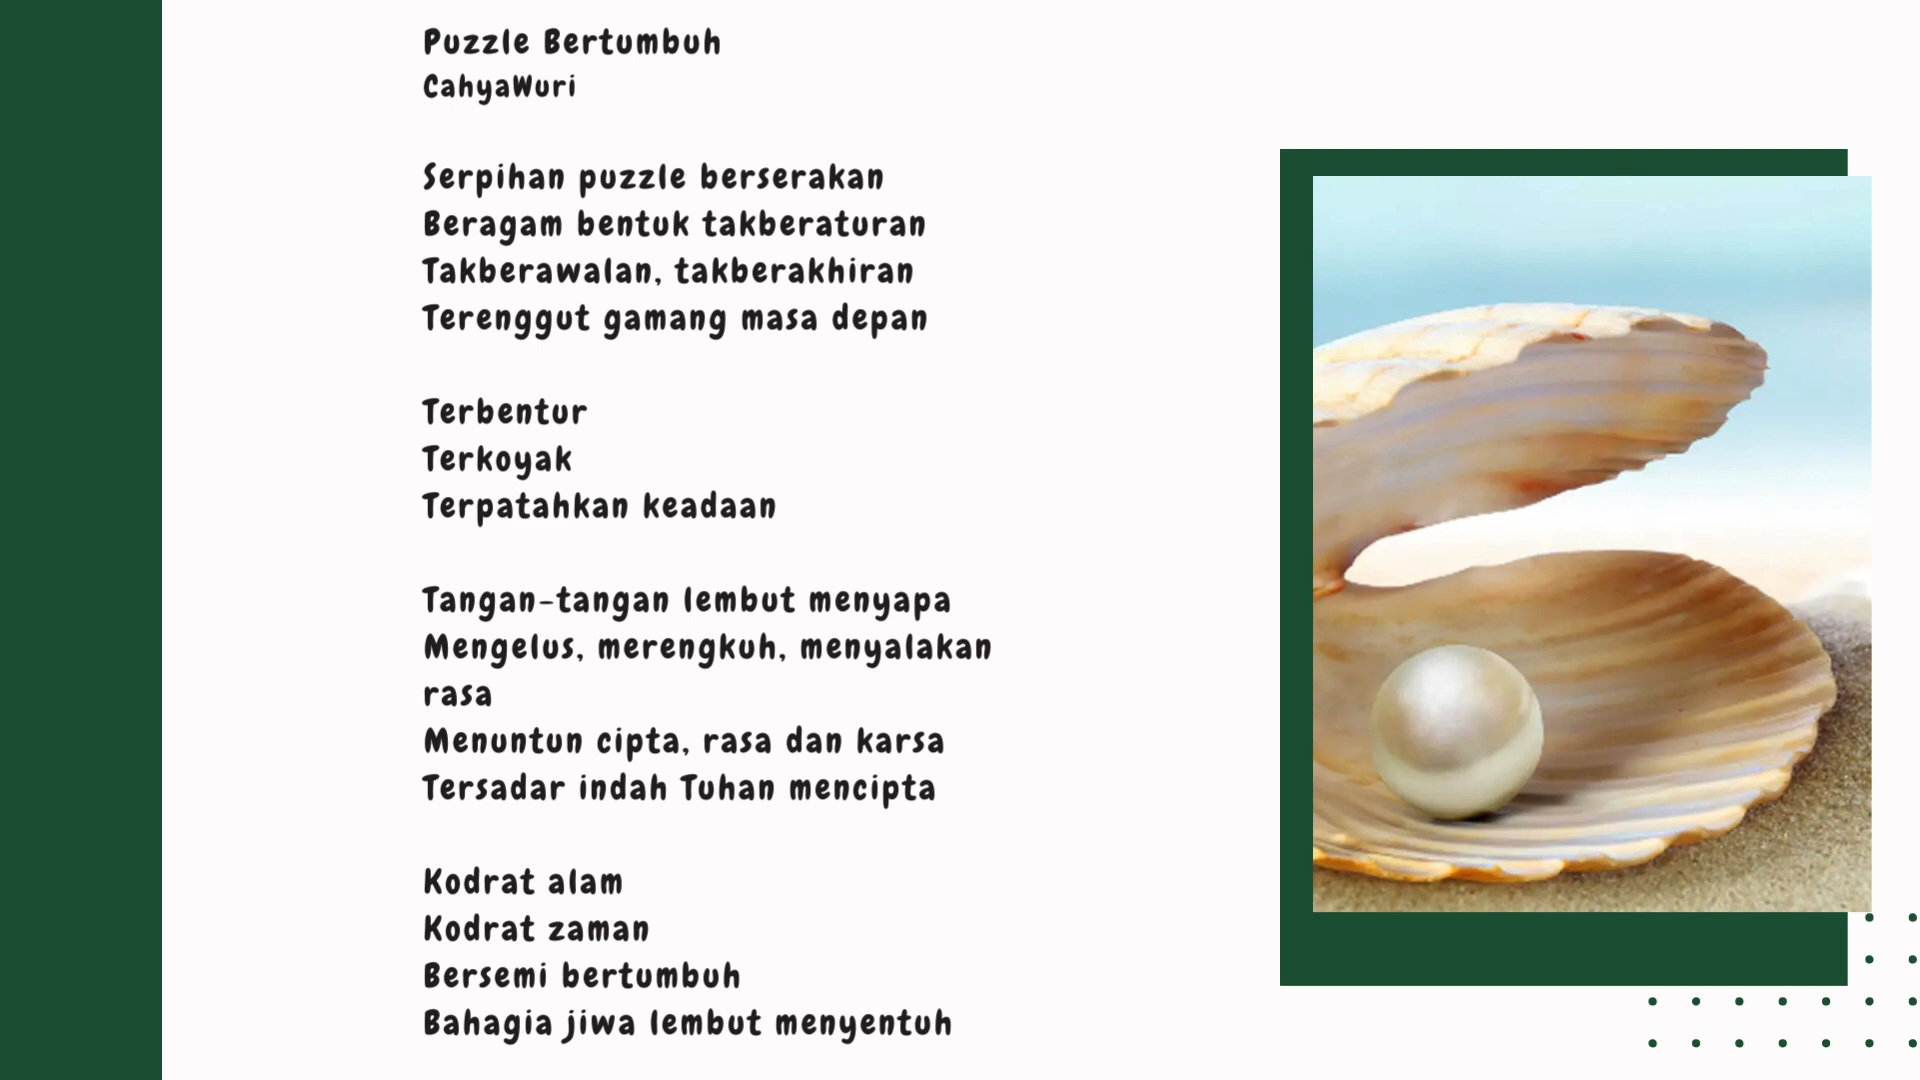 Puzzle Bertumbuh
CahyaWuri
Serpihan puzzle berserakan
Beragam bentuk takberaturan
Takberawalan, takberakhiran
Terenggut gamang masa depan
Terbentur
Terkoyak
Terpatahkan keadaan
Tangan-tangan lembut menyapa
Mengelus, merengkuh, menyalakan
rasa
Menuntun cipta, rasa dan karsa
Tersadar indah Tuhan mencipta
Kodrat alam
Kodrat zaman
Bersemi bertumbuh
Bahagia jiwa lembut menyentuh